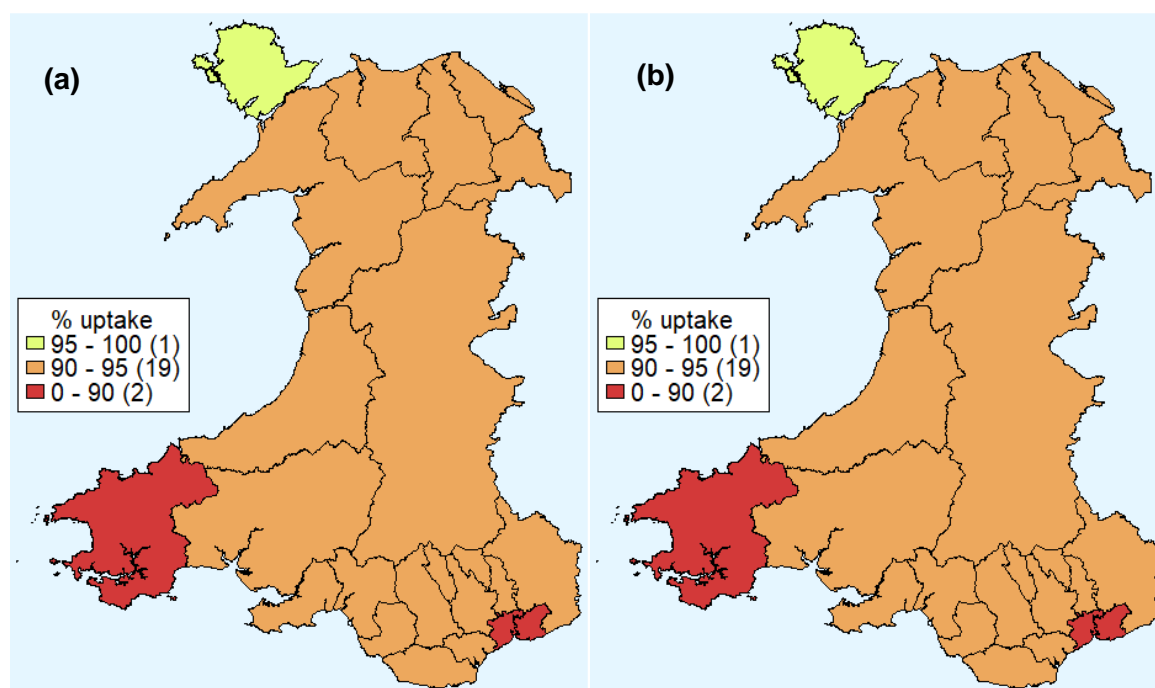 (a)
% uptake
95 - 100 (1)
90 - 95 (19)
0 - 90 (2)
(b)
% uptake
95 - 100 (1)
90 - 95 (19)
0 - 90 (2)